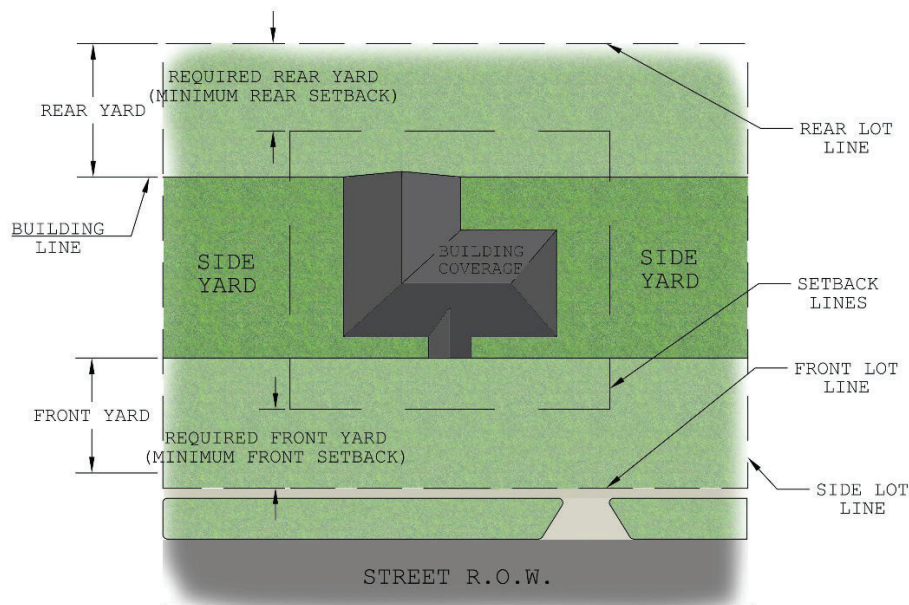 REQUIRED REAR YARD
(MINIMUM REAR SETBACK)
REAR YARD
REAR LOT
LINE
BUILDING
LINE
SIDE
YARD
BUILDING
COVERAGE
SIDE
YARD
SETBACK
LINES
FRONT LOT
LINE
FRONT YARD
REQUIRED FRONT YARD
(MINIMUM FRONT SETBACK)
SIDE LOT
LINE
STREET R.O.W.